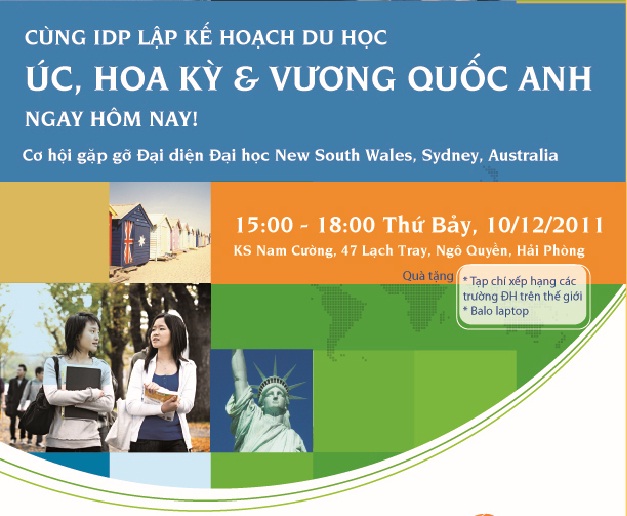 CÙNG IDP LẬP KẾ HOẠCH DU HỌC
ÚC, HOA KỲ & VƯƠNG QUỐC ANH
NGAY HÔM NAY!
Cơ hội gặp gỡ Đại diện Đại học New South Wales, Sydney, Australia
15:00 - 18:00 Thứ Bảy, 10/12/2011
KS Nam Cường, 47 Lạch Tray, Ngô Quyền, Hải Phòng
Quà tặng
* Tạp chí xếp hạng các
trường ĐH trên thế giới
* Balo laptop